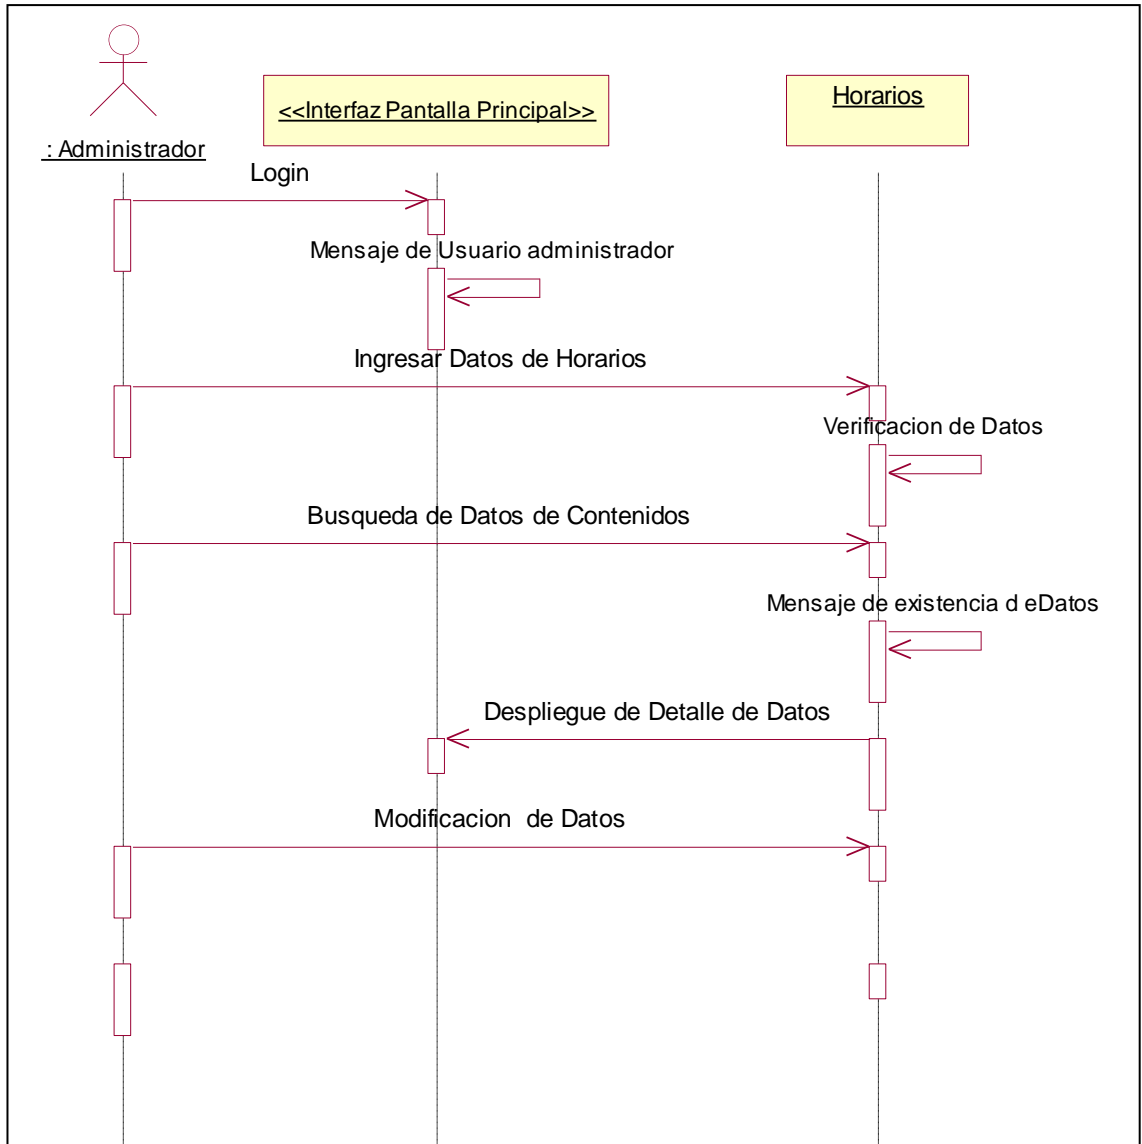 : Administrador
<<Interfaz Pantalla Principal>>
Horarios
Login
Mensaje de Usuario administrador
Ingresar Datos de Horarios
Verificacion de Datos
Busqueda de Datos de Contenidos
Mensaje de existencia d eDatos
Despliegue de Detalle de Datos
Modificacion de Datos